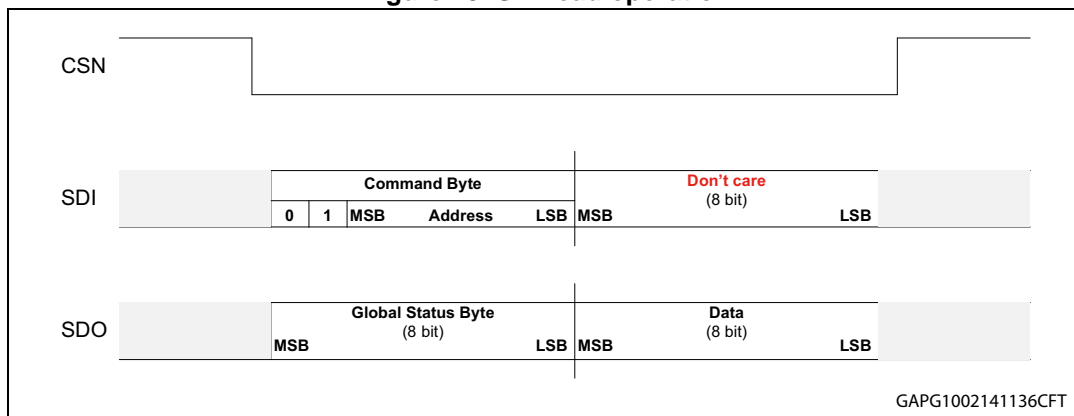 CSN
SDI
Command Byte
Don't care
(8 bit)
0 1 MSB Address LSB MSB LSB
SDO
Global Status Byte
Data
(8 bit) (8 bit)
MSB LSB MSB LSB
GAPG1002141136CFT